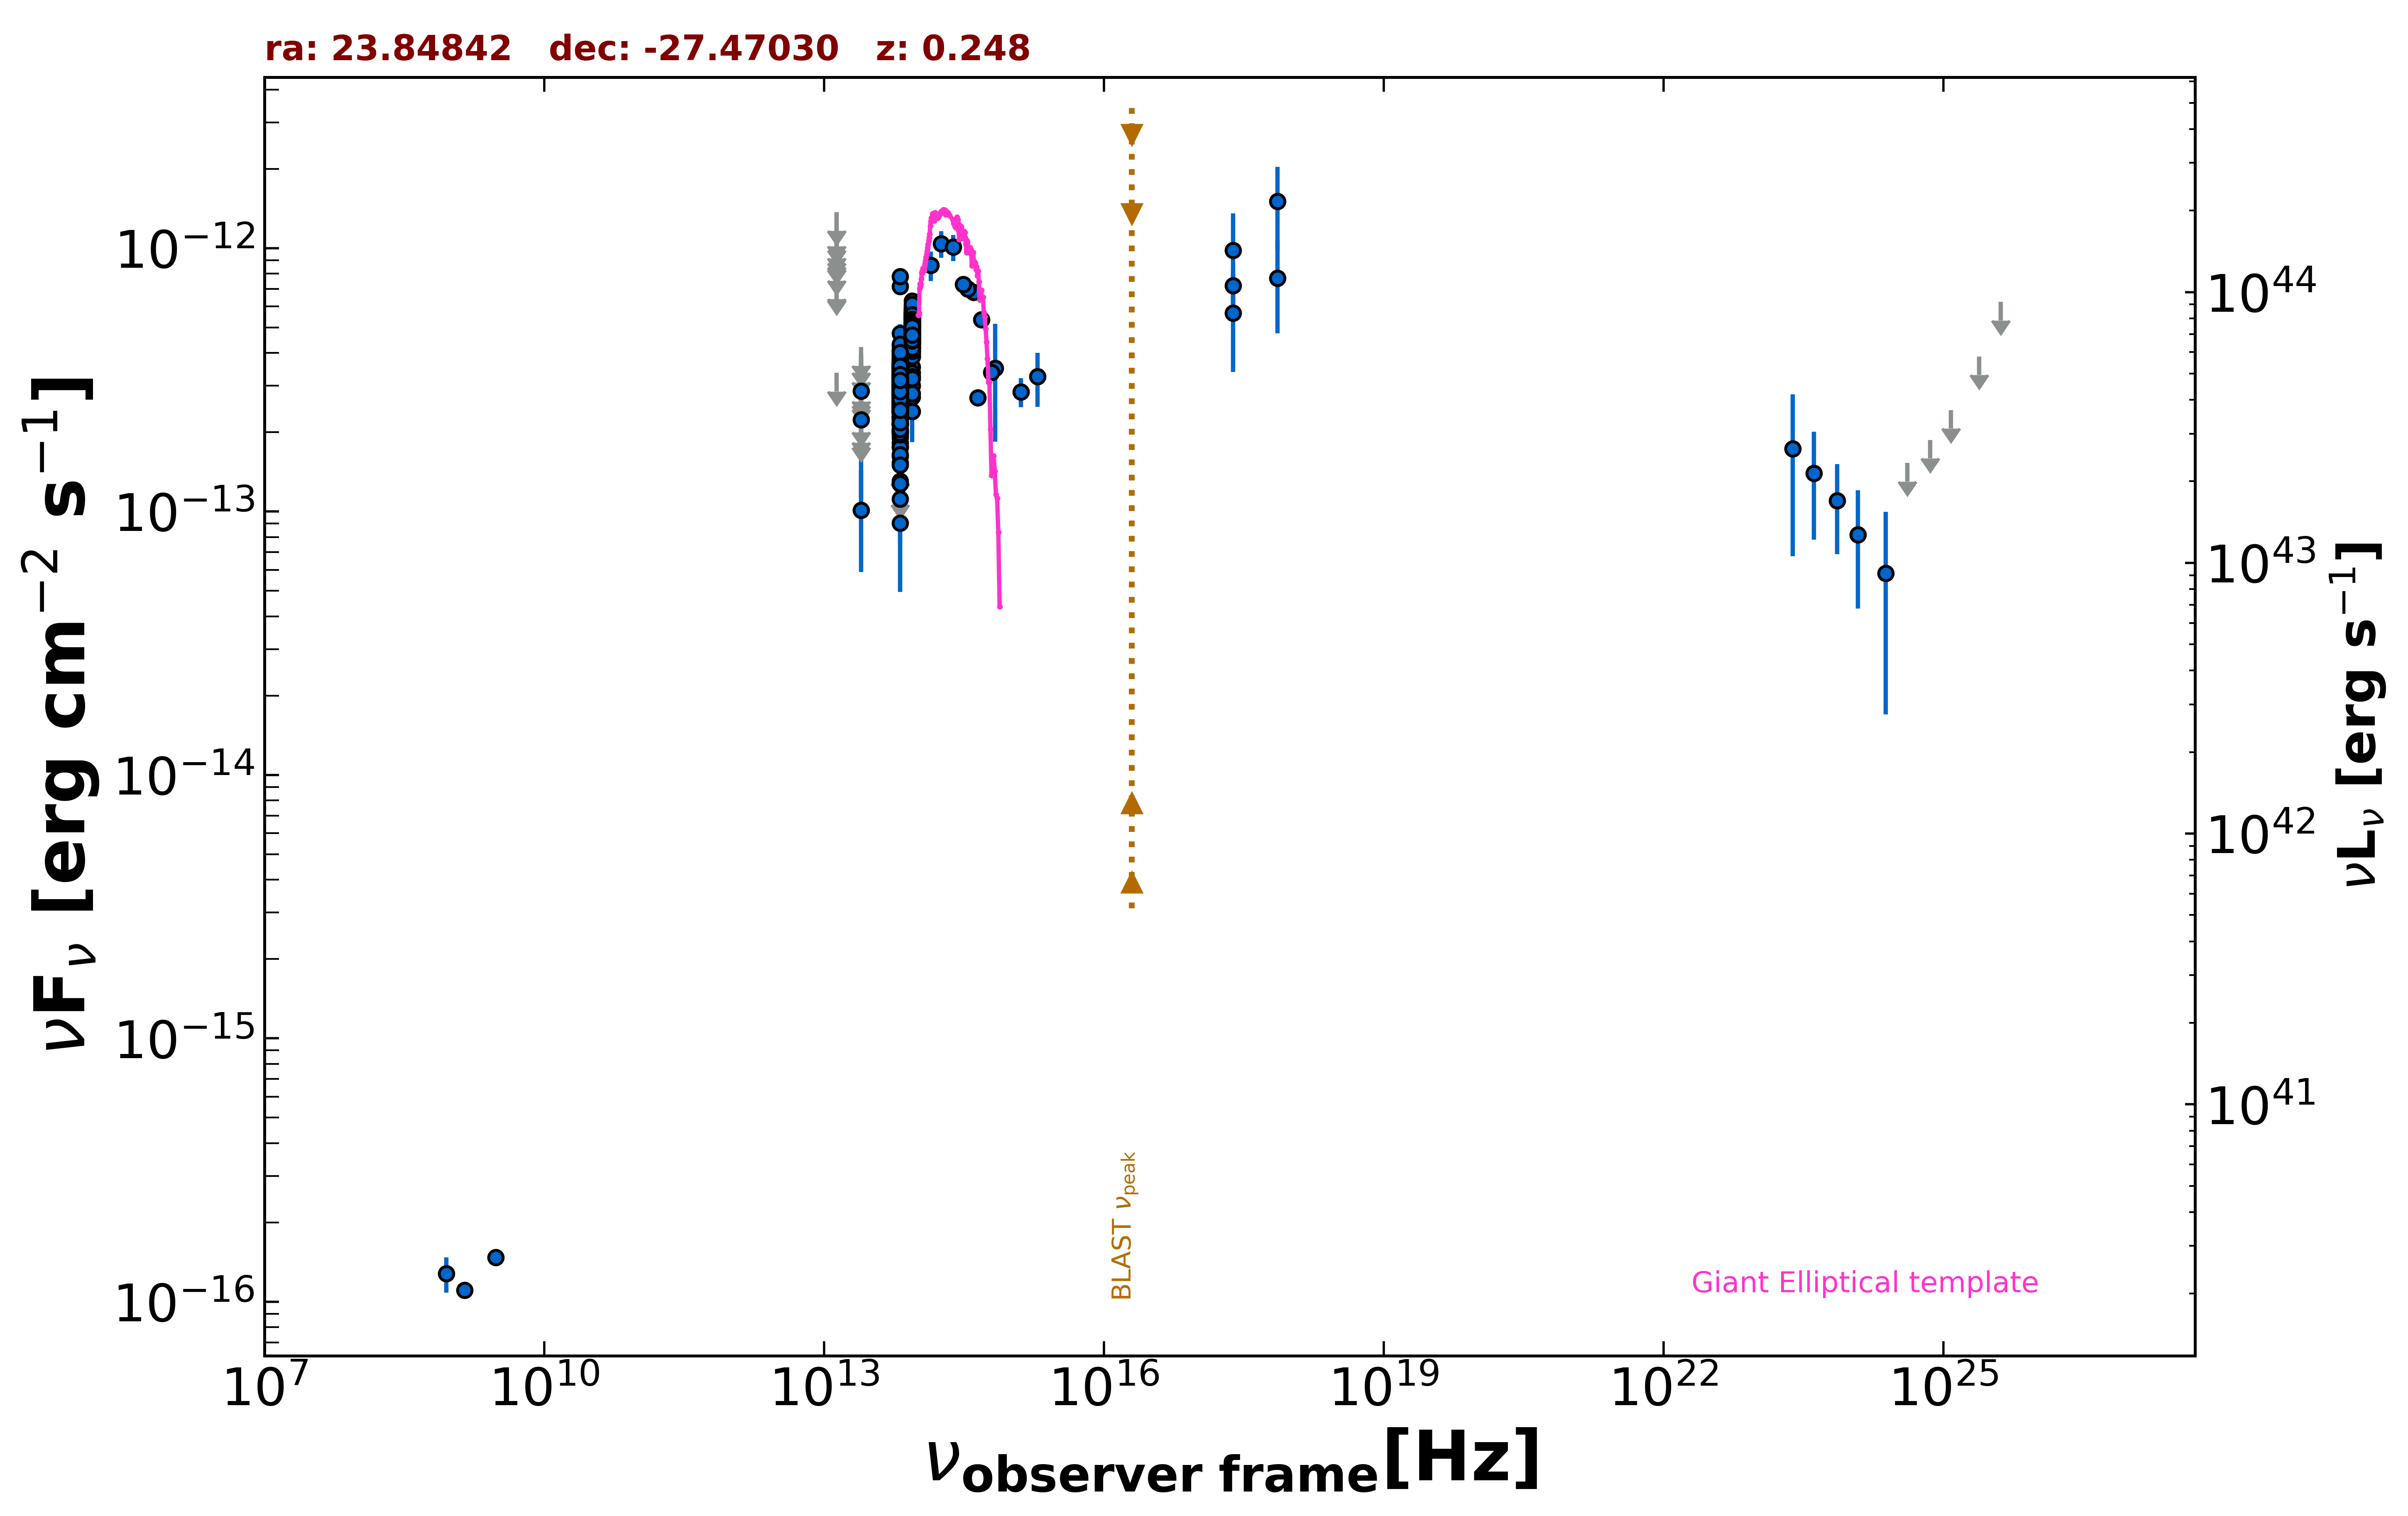 ra: 23.84842 dec: -27.47030 z: 0.248
νFν [erg cm−2 s−1]
10−12
10−13
10−14
10−15
10−16
107 1010 1013 1016 1019 1022 1025
νobserver frame[Hz]
1044
1043
1042
1041
νLν [erg s−1]
BLAST νpeak
Giant Elliptical template